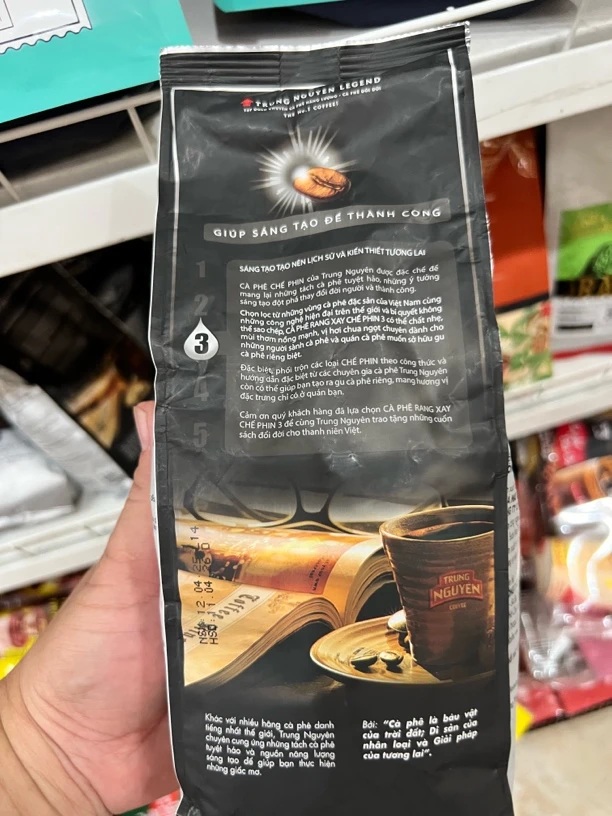 TRUNG NGUYÊN LEGEND
THE NO.1 COFFEE!
GIÚP SÁNG TẠO ĐỂ THÀNH CÔNG
1
2
3
4
5
SÁNG TẠO TẠO NÊN LỊCH SỬ VÀ KIẾN THIẾT TƯƠNG LAI
CÀ PHÊ CHẾ PHIN của Trung Nguyên được đặc chế để
mang lại những tách cà phê tuyệt hảo, những ý tưởng
sáng tạo đột phá thay đổi đời người và thành công.
Chọn lọc từ những vùng cà phê đặc sản của Việt Nam cùng
những công nghệ hiện đại trên thế giới và bí quyết không
thể sao chép, CÀ PHÊ RANG XAY CHẾ PHIN 3 có thể chất nhẹ,
mùi thơm nồng mạnh, vị hơi chua ngọt chuyên dành cho
những người sành cà phê và quán cà phê muốn sở hữu gu
cà phê riêng biệt.
Đặc biệt, phối trộn các loại CHẾ PHIN theo công thức và
hướng dẫn đặc biệt từ các chuyên gia cà phê Trung Nguyên
còn có thể giúp bạn tạo ra gu cà phê riêng, mang hương vị
đặc trưng chỉ có ở quán bạn.
Cảm ơn quý khách hàng đã lựa chọn CÀ PHÊ RANG XAY
CHẾ PHIN 3 để cùng Trung Nguyên trao tặng những cuốn
sách đổi đời cho thanh niên Việt.
Coffee
TRUNG
NGUYÊN
COFFEE
Khác với nhiều hãng cà phê danh
tiếng nhất thế giới, Trung Nguyên
chuyên cung ứng những tách cà phê
tuyệt hảo và nguồn năng lượng
sáng tạo để giúp bạn thực hiện
những giấc mơ.
Bởi: "Cà phê là báu vật
của trời đất; Di sản của
nhân loại và Giải pháp
của tương lai".